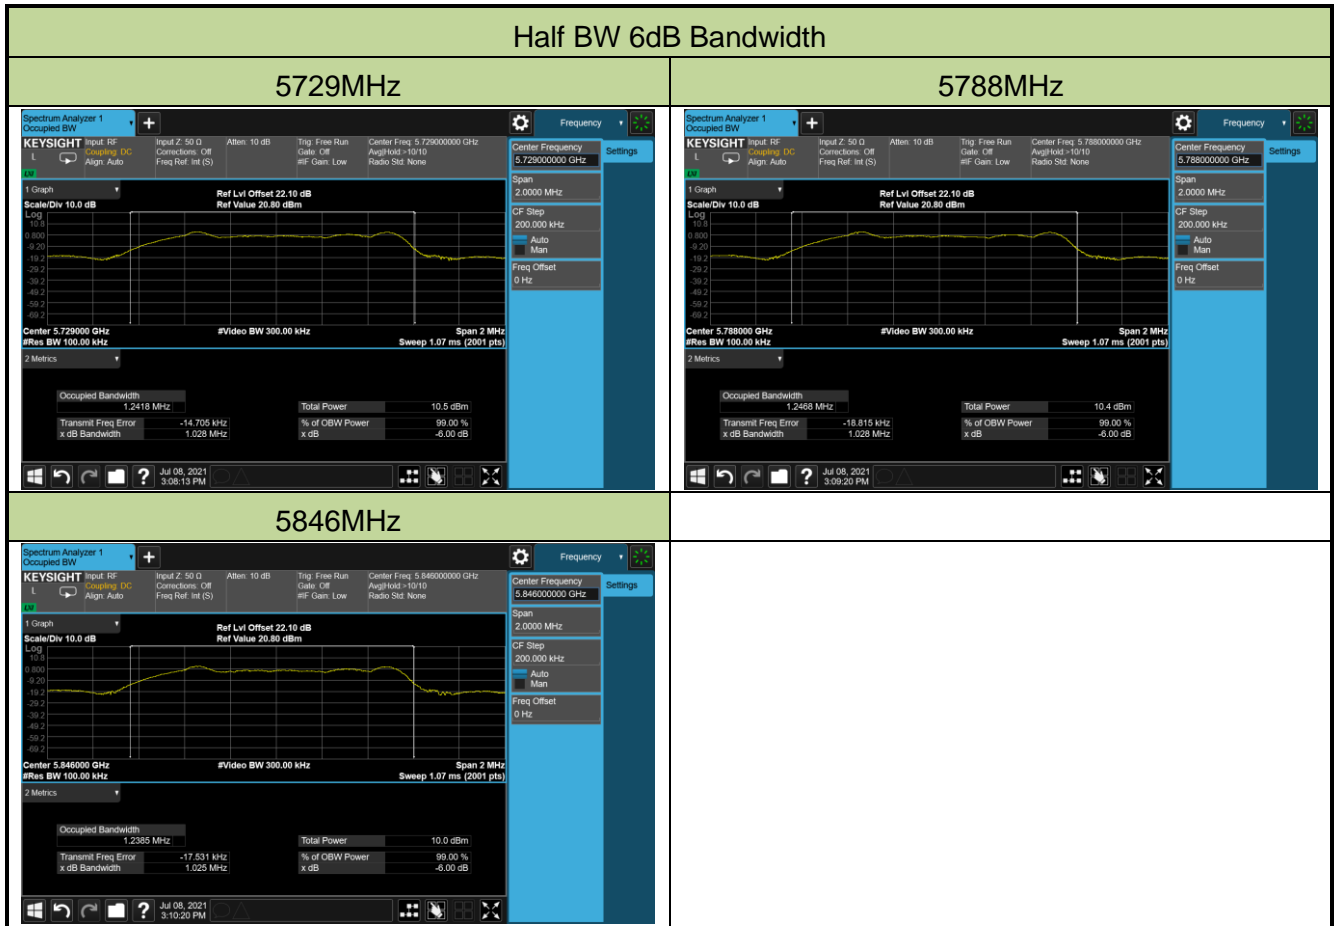 Half BW 6dB Bandwidth
5729MHz
5788MHz
Spectrum Analyzer 1
Occupied BW
Frequency
KEYSIGHT
L
Input: RF
Coupling: DC
Align: Auto
Input Z: 50 Ω
Corrections: Off
Freq Ref: Int (S)
Atten: 10 dB
Trig: Free Run
Gate: Off
#IF Gain: Low
Center Freq: 5.729000000 GHz
Avg|Hold:>10/10
Radio Std: None
Center Frequency
5.729000000 GHz
Settings
Span
2.0000 MHz
CF Step
200.000 kHz
Auto
Man
Freq Offset
0 Hz
1 Graph
Scale/Div 10.0 dB
Ref Lvl Offset 22.10 dB
Ref Value 20.80 dBm
Log
10.8
0.800
-9.20
-19.2
-29.2
-39.2
-49.2
-59.2
-69.2
Center 5.729000 GHz
#Video BW 300.00 kHz
Span 2 MHz
#Res BW 100.00 kHz
Sweep 1.07 ms (2001 pts)
2 Metrics
Occupied Bandwidth
1.2418 MHz
Total Power 10.5 dBm
Transmit Freq Error -14.705 kHz
% of OBW Power 99.00 %
x dB Bandwidth 1.028 MHz
x dB -6.00 dB
Jul 08, 2021
3:08:13 PM
Spectrum Analyzer 1
Occupied BW
Frequency
KEYSIGHT
L
Input: RF
Coupling: DC
Align: Auto
Input Z: 50 Ω
Corrections: Off
Freq Ref: Int (S)
Atten: 10 dB
Trig: Free Run
Gate: Off
#IF Gain: Low
Center Freq: 5.788000000 GHz
Avg|Hold:>10/10
Radio Std: None
Center Frequency
5.788000000 GHz
Settings
Span
2.0000 MHz
CF Step
200.000 kHz
Auto
Man
Freq Offset
0 Hz
1 Graph
Scale/Div 10.0 dB
Ref Lvl Offset 22.10 dB
Ref Value 20.80 dBm
Log
10.8
0.800
-9.20
-19.2
-29.2
-39.2
-49.2
-59.2
-69.2
Center 5.788000 GHz
#Video BW 300.00 kHz
Span 2 MHz
#Res BW 100.00 kHz
Sweep 1.07 ms (2001 pts)
2 Metrics
Occupied Bandwidth
1.2468 MHz
Total Power 10.4 dBm
Transmit Freq Error -18.815 kHz
% of OBW Power 99.00 %
x dB Bandwidth 1.028 MHz
x dB -6.00 dB
Jul 08, 2021
3:09:20 PM
5846MHz
Spectrum Analyzer 1
Occupied BW
Frequency
KEYSIGHT
L
Input: RF
Coupling: DC
Align: Auto
Input Z: 50 Ω
Corrections: Off
Freq Ref: Int (S)
Atten: 10 dB
Trig: Free Run
Gate: Off
#IF Gain: Low
Center Freq: 5.846000000 GHz
Avg|Hold:>10/10
Radio Std: None
Center Frequency
5.846000000 GHz
Settings
Span
2.0000 MHz
CF Step
200.000 kHz
Auto
Man
Freq Offset
0 Hz
1 Graph
Scale/Div 10.0 dB
Ref Lvl Offset 22.10 dB
Ref Value 20.80 dBm
Log
10.8
0.800
-9.20
-19.2
-29.2
-39.2
-49.2
-59.2
-69.2
Center 5.846000 GHz
#Video BW 300.00 kHz
Span 2 MHz
#Res BW 100.00 kHz
Sweep 1.07 ms (2001 pts)
2 Metrics
Occupied Bandwidth
1.2385 MHz
Total Power 10.0 dBm
Transmit Freq Error -17.531 kHz
% of OBW Power 99.00 %
x dB Bandwidth 1.025 MHz
x dB -6.00 dB
Jul 08, 2021
3:10:20 PM